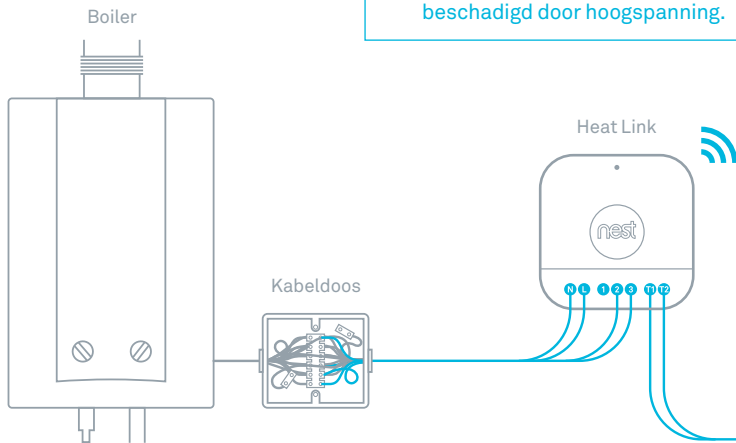 Boiler
beschadigd door hoogspanning.
Heat Link
nest
Kabeldoos
N L 1 2 3 T1 T2